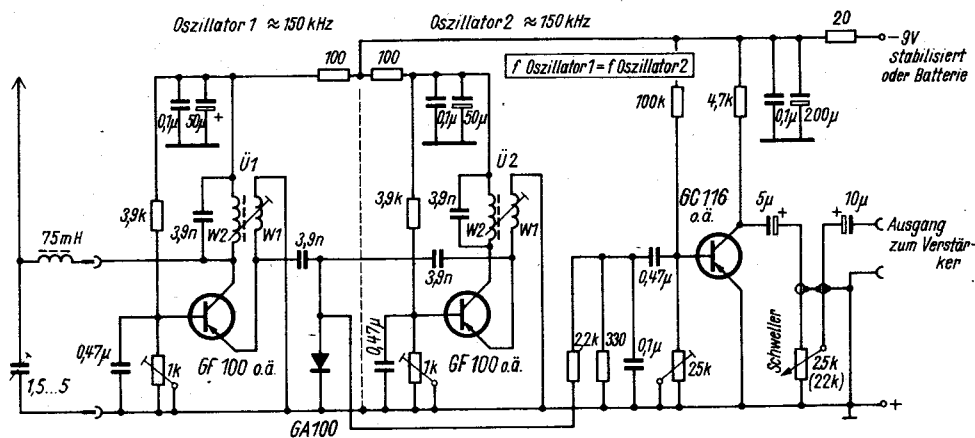 Oszillator 1 ≈ 150 kHz
Oszillator 2 ≈ 150 kHz
20
− 9V
stabilisiert
oder Batterie
100
100
f Oszillator 1 = f Oszillator 2
0,1µ
50µ
+
0,1µ
50µ
100k
4,7k
0,1µ
200µ
Ü1
Ü2
GC 116
o.ä.
5µ
+
+
10µ
3,9k
3,9n
W2
W1
3,9k
3,9n
W2
W1
Ausgang
zum Verstär-
ker
75mH
3,9n
3,9n
0,47µ
0,47µ
1k
GF 100 o.ä.
0,47µ
1k
GF 100 o.ä.
2,2k
330
0,1µ
25k
Schweller
25k
(22k)
1,5...5
GA100
+